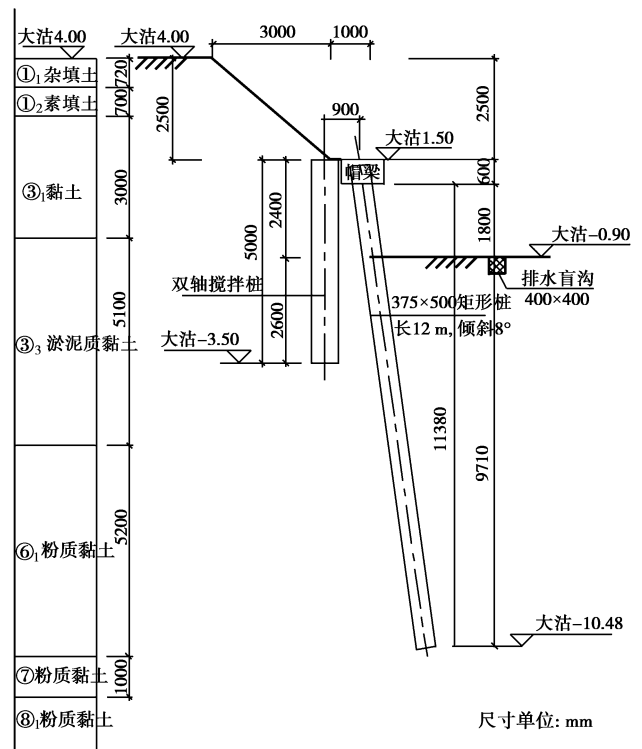 大沽4.00
大沽4.00
3000
1000
①₁杂填土
720
①₂素填土
700
2500
900
大沽1.50
2500
帽梁
600
③₁黏土
3000
2400
5000
1800
大沽-0.90
双轴搅拌桩
排水盲沟
400×400
375×500矩形桩
长12 m, 倾斜8°
2600
③₃ 淤泥质黏土
5100
大沽-3.50
11380
9710
⑥₁粉质黏土
5200
大沽-10.48
⑦粉质黏土
1000
⑧₁粉质黏土
尺寸单位: mm